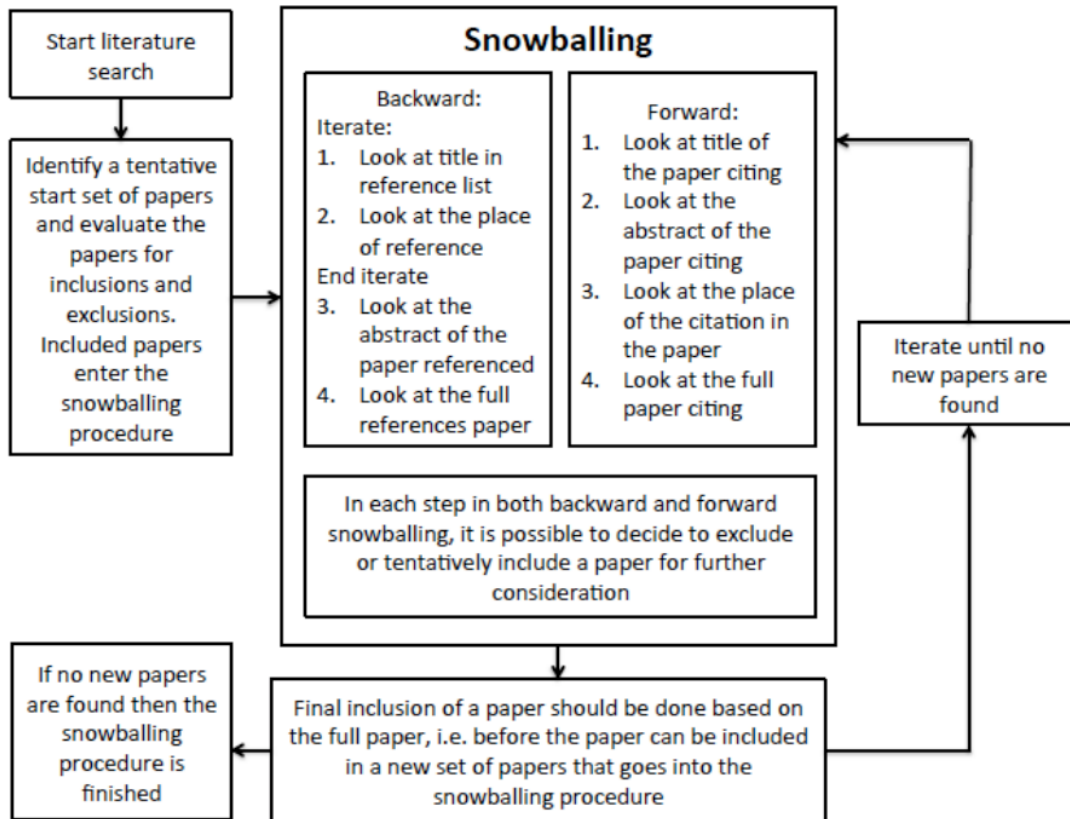 Start literature
search
Identify a tentative
start set of papers
and evaluate the
papers for
inclusions and
exclusions.
Included papers
enter the
snowballing
procedure
Snowballing
Backward:
Iterate:
1. Look at title in
reference list
2. Look at the place
of reference
End iterate
3. Look at the
abstract of the
paper referenced
4. Look at the full
references paper
Forward:
1. Look at title of
the paper citing
2. Look at the
abstract of the
paper citing
3. Look at the place
of the citation in
the paper
4. Look at the full
paper citing
In each step in both backward and forward
snowballing, it is possible to decide to exclude
or tentatively include a paper for further
consideration
Iterate until no
new papers are
found
Final inclusion of a paper should be done based on
the full paper, i.e. before the paper can be included
in a new set of papers that goes into the
snowballing procedure
If no new papers
are found then the
snowballing
procedure is
finished